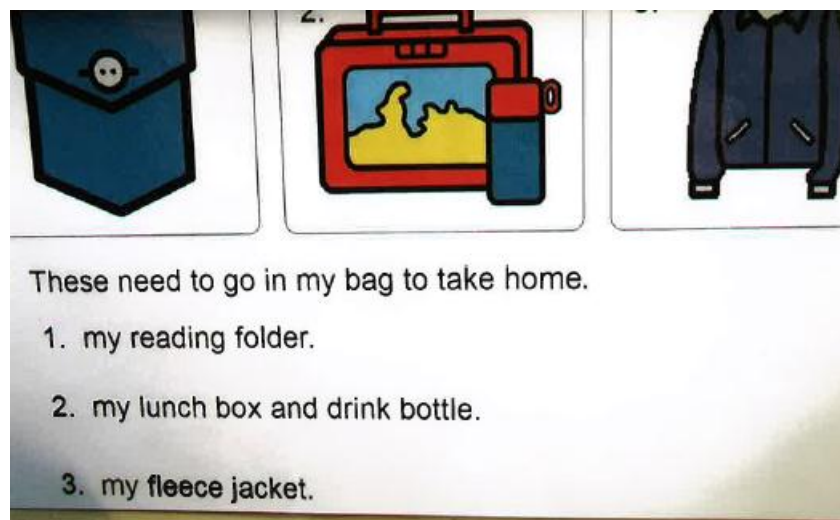 2.
These need to go in my bag to take home.
1. my reading folder.
2. my lunch box and drink bottle.
3. my fleece jacket.